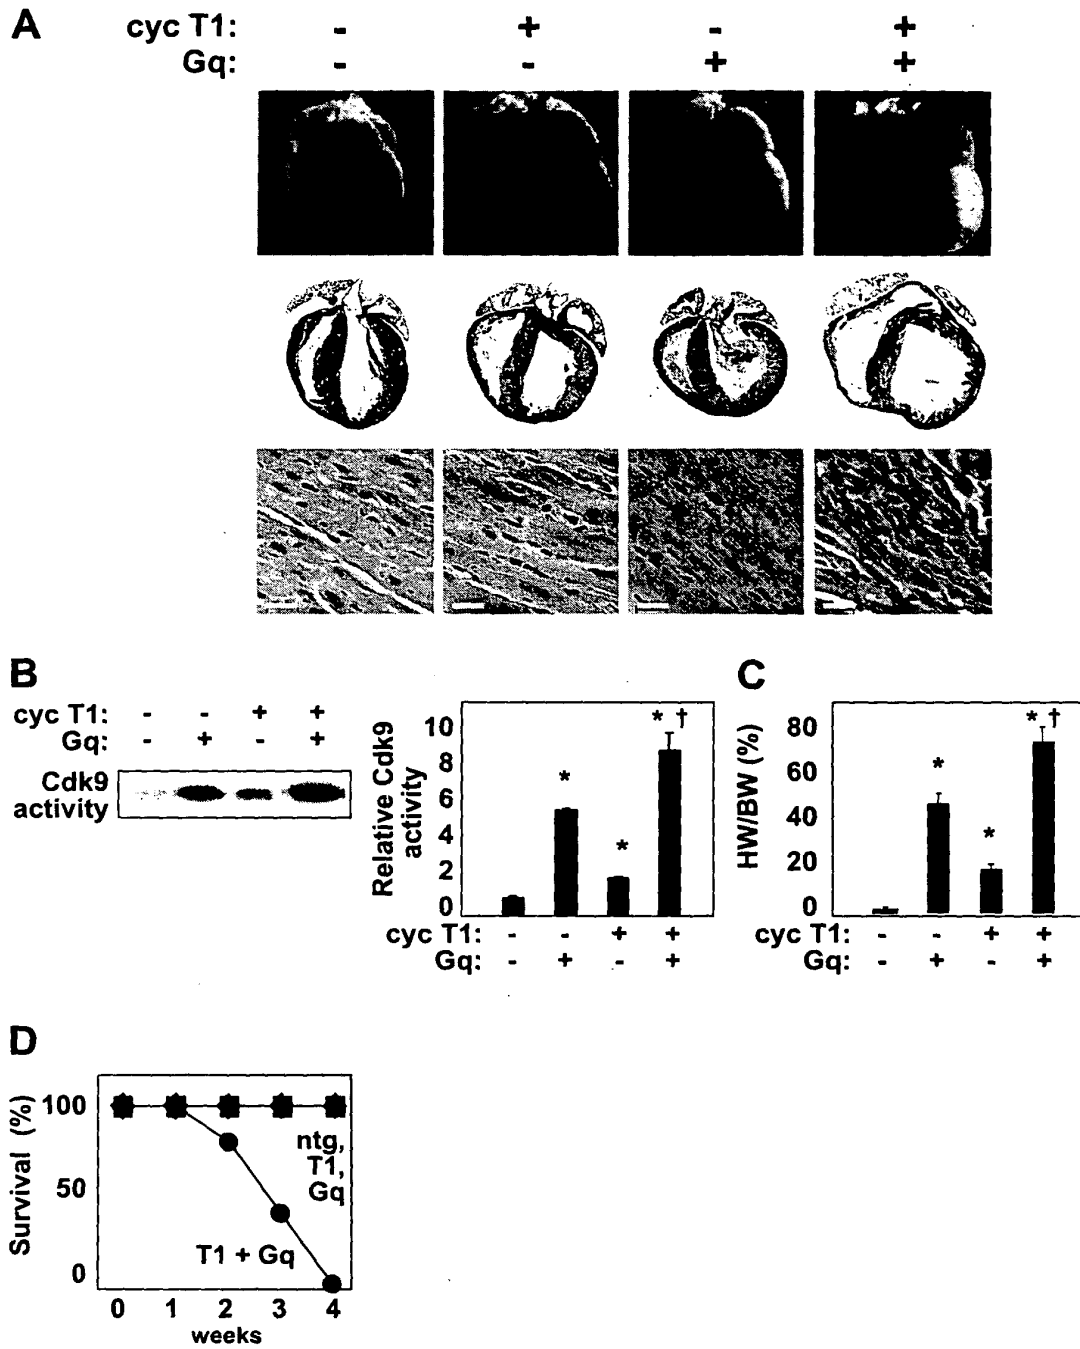 A
cyc T1: - + - +
Gq: - - + +
B
cyc T1: - - + +
Gq: - + - +
Cdk9
activity
Relative Cdk9
activity
10
8
6
4
2
0
*
*
* †
cyc T1: - - + +
Gq: - + - +
C
HW/BW (%)
80
60
40
20
0
*
*
* †
cyc T1: - - + +
Gq: - + - +
D
Survival (%)
100
50
0
ntg,
T1,
Gq
T1 + Gq
0 1 2 3 4
weeks